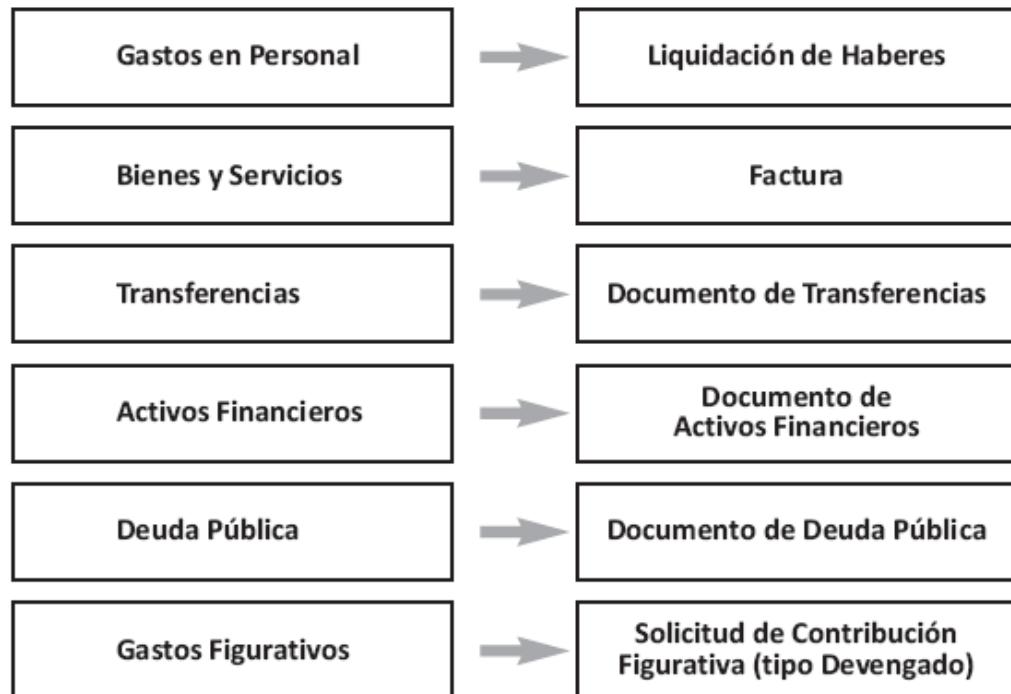 Gastos en Personal
Liquidación de Haberes
Bienes y Servicios
Factura
Transferencias
Documento de Transferencias
Activos Financieros
Documento de
Activos Financieros
Deuda Pública
Documento de Deuda Pública
Gastos Figurativos
Solicitud de Contribución
Figurativa (tipo Devengado)